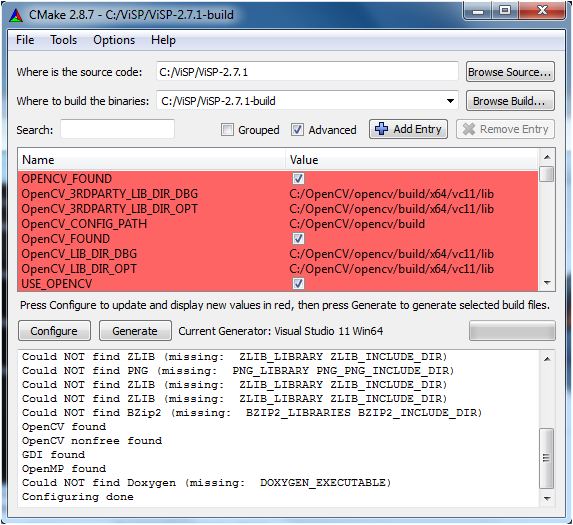 CMake 2.8.7 - C:/ViSP/ViSP-2.7.1-build
File Tools Options Help
Where is the source code: C:/ViSP/ViSP-2.7.1 Browse Source...
Where to build the binaries: C:/ViSP/ViSP-2.7.1-build Browse Build...
Search: Grouped Advanced Add Entry Remove Entry
Name Value
OPENCV_FOUND
OpenCV_3RDPARTY_LIB_DIR_DBG C:/OpenCV/opencv/build/x64/vc11/lib
OpenCV_3RDPARTY_LIB_DIR_OPT C:/OpenCV/opencv/build/x64/vc11/lib
OpenCV_CONFIG_PATH C:/OpenCV/opencv/build
OpenCV_FOUND
OpenCV_LIB_DIR_DBG C:/OpenCV/opencv/build/x64/vc11/lib
OpenCV_LIB_DIR_OPT C:/OpenCV/opencv/build/x64/vc11/lib
USE_OPENCV
Press Configure to update and display new values in red, then press Generate to generate selected build files.
Configure Generate Current Generator: Visual Studio 11 Win64
Could NOT find ZLIB (missing: ZLIB_LIBRARY ZLIB_INCLUDE_DIR)
Could NOT find PNG (missing: PNG_LIBRARY PNG_PNG_INCLUDE_DIR)
Could NOT find ZLIB (missing: ZLIB_LIBRARY ZLIB_INCLUDE_DIR)
Could NOT find ZLIB (missing: ZLIB_LIBRARY ZLIB_INCLUDE_DIR)
Could NOT find BZip2 (missing: BZIP2_LIBRARIES BZIP2_INCLUDE_DIR)
OpenCV found
OpenCV nonfree found
GDI found
OpenMP found
Could NOT find Doxygen (missing: DOXYGEN_EXECUTABLE)
Configuring done